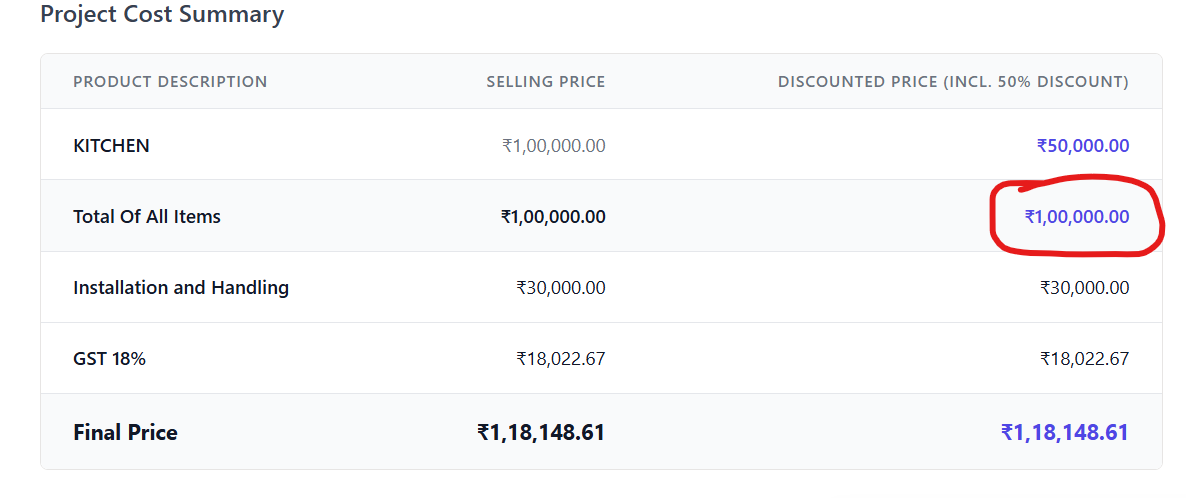 Project Cost Summary
PRODUCT DESCRIPTION SELLING PRICE DISCOUNTED PRICE (INCL. 50% DISCOUNT)
KITCHEN ₹1,00,000.00 ₹50,000.00
Total Of All Items ₹1,00,000.00 ₹1,00,000.00
Installation and Handling ₹30,000.00 ₹30,000.00
GST 18% ₹18,022.67 ₹18,022.67
Final Price ₹1,18,148.61 ₹1,18,148.61